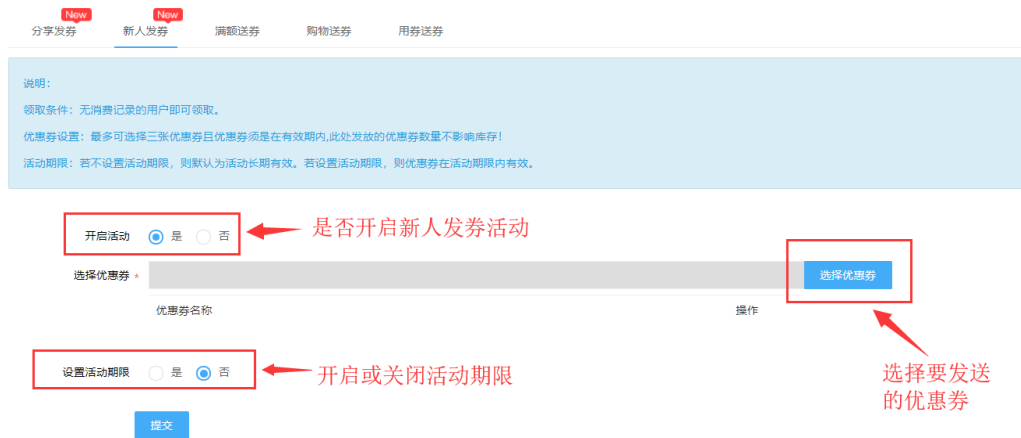 New New
分享发券 新人发券 满额送券 购物送券 用券送券
说明：
领取条件：无消费记录的用户即可领取。
优惠券设置：最多可选择三张优惠券且优惠券须是在有效期内,此处发放的优惠券数量不影响库存！
活动期限：若不设置活动期限，则默认为活动长期有效。若设置活动期限，则优惠券在活动期限内有效。
开启活动 是 否 是否开启新人发券活动
选择优惠券 * 选择优惠券
优惠券名称 操作
设置活动期限 是 否 开启或关闭活动期限
选择要发送
的优惠券
提交